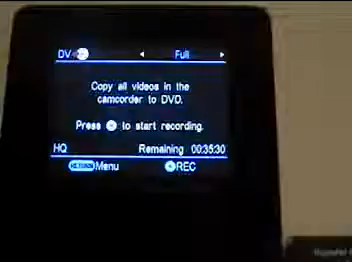 DV Full
Copy all videos in the
camcorder to DVD.
Press to start recording.
HQ Remaining 00:35:30
RETURN Menu REC